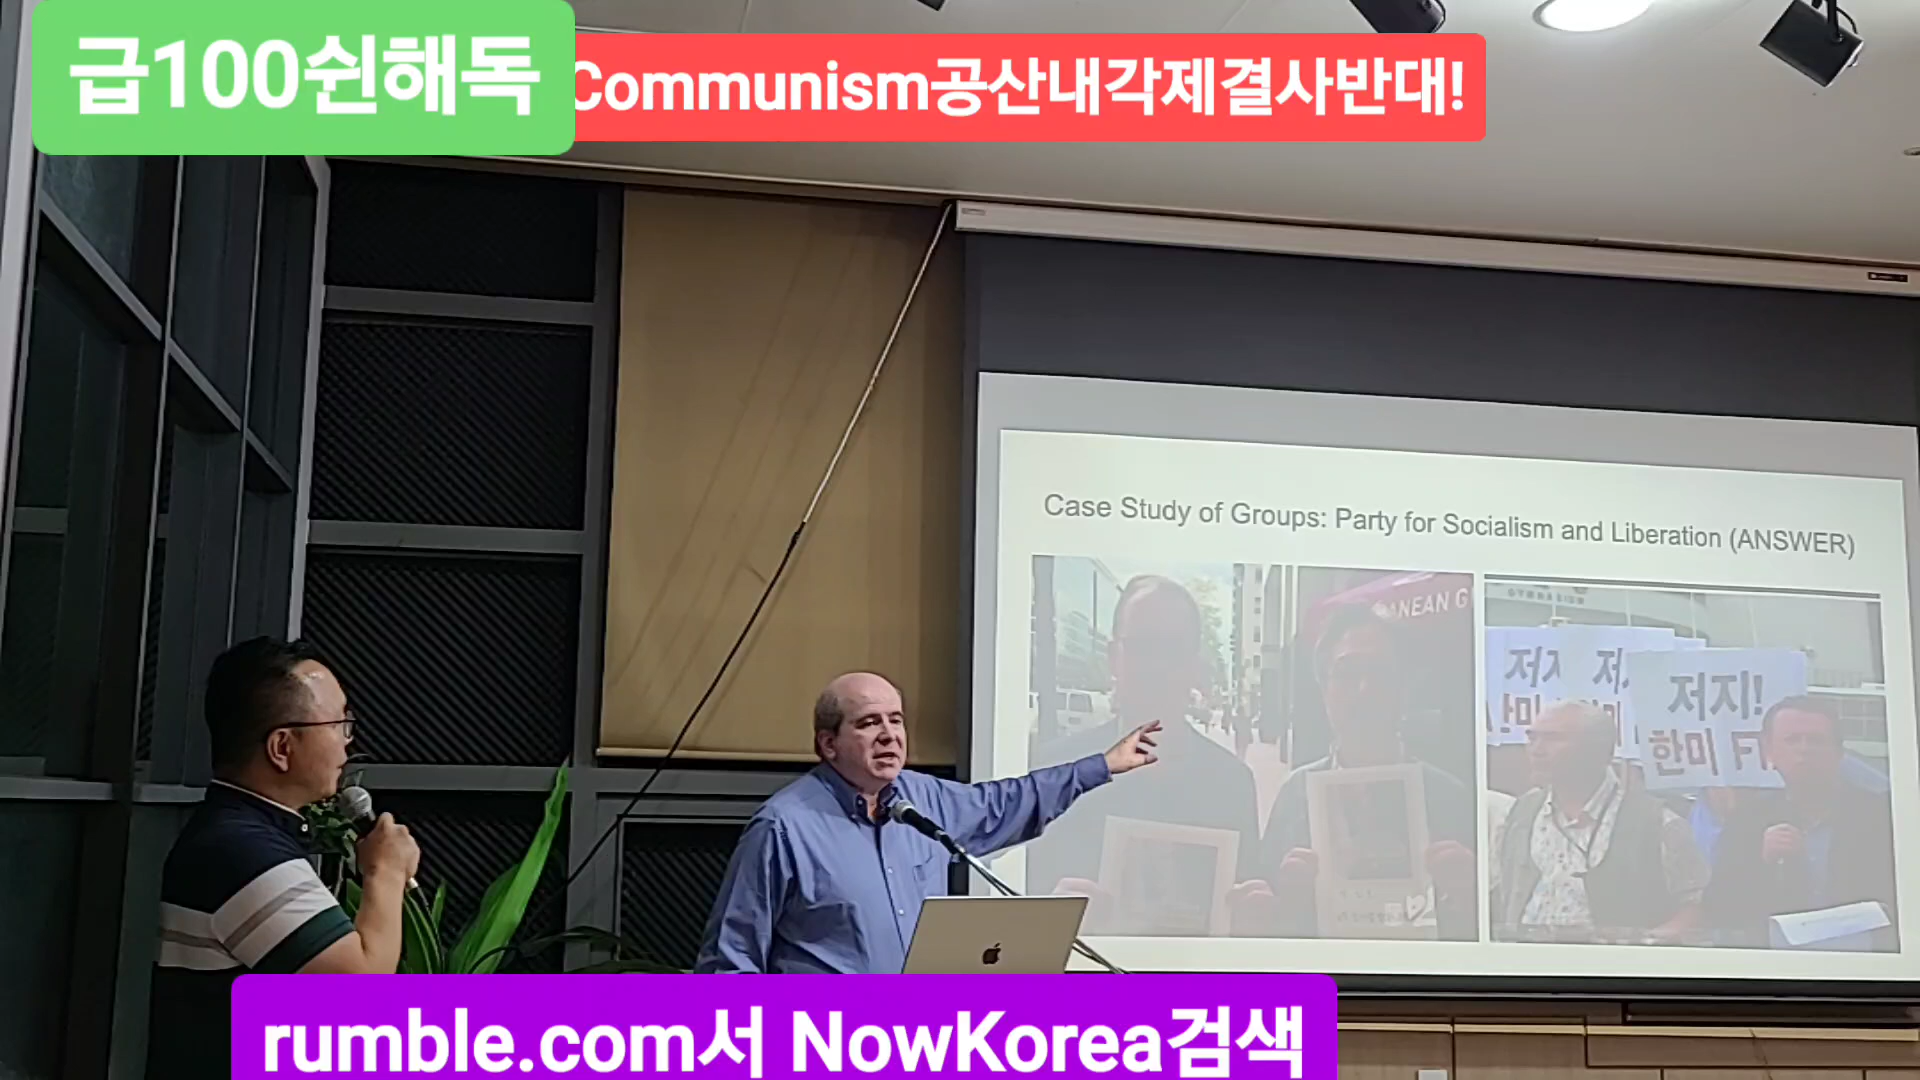 급100쉰해독
Communism공산내각제결사반대!
Case Study of Groups: Party for Socialism and Liberation (ANSWER)
GYMNASIUM
저지!
한미 F
rumble.com서 NowKorea검색